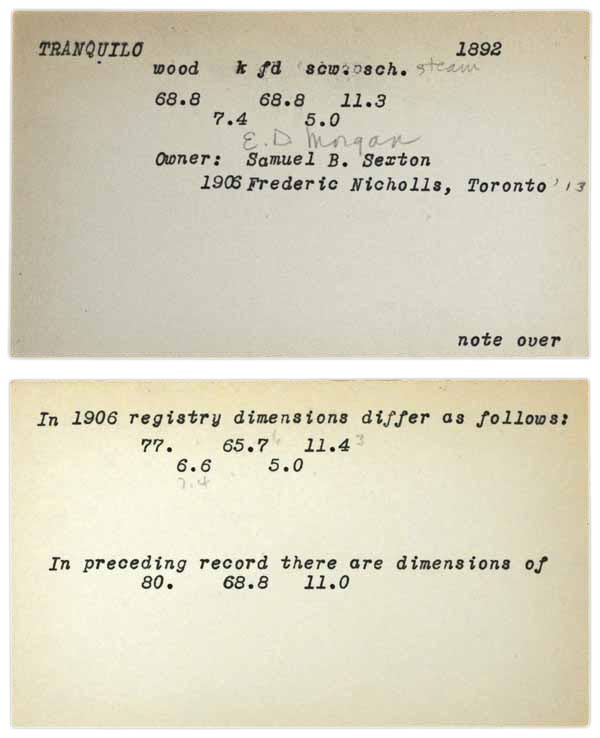 TRANQUILO 1892
wood k fd scw. sch. steam
68.8 68.8 11.3
7.4 5.0
E.D Morgan
Owner: Samuel B. Sexton
1906 Frederic Nicholls, Toronto '13
note over
In 1906 registry dimensions differ as follows:
77. 65.7 6 11.4 3
6.6 5.0
7.4
In preceding record there are dimensions of
80. 68.8 11.0